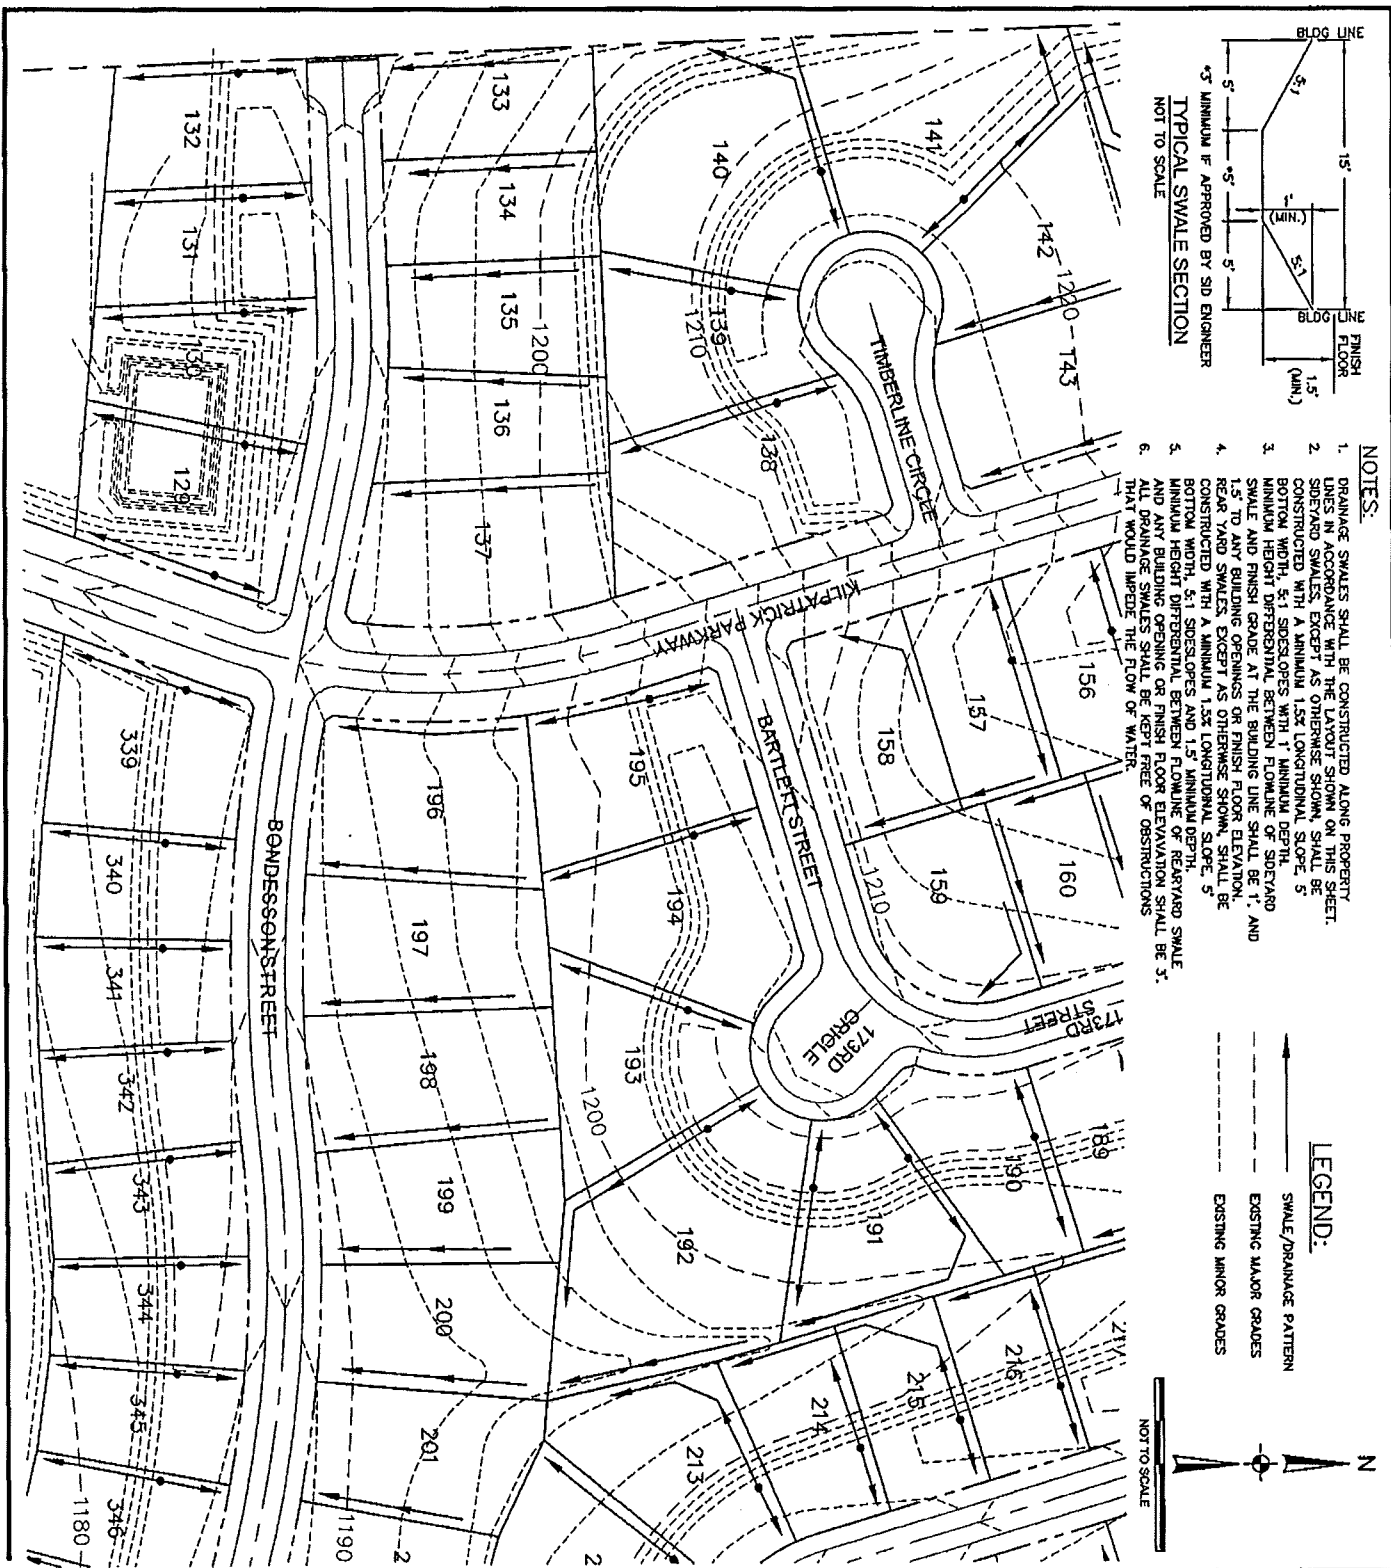 BLDG LINE
15'
5'
*5'
5'
5:1
1'
(MIN.)
5:1
BLDG LINE
FINISH
FLOOR
1.5'
(MIN.)
*3' MINIMUM IF APPROVED BY SID ENGINEER
TYPICAL SWALE SECTION
NOT TO SCALE
NOTES:
1. DRAINAGE SWALES SHALL BE CONSTRUCTED ALONG PROPERTY
LINES IN ACCORDANCE WITH THE LAYOUT SHOWN ON THIS SHEET.
2. SIDEYARD SWALES, EXCEPT AS OTHERWISE SHOWN, SHALL BE
CONSTRUCTED WITH A MINIMUM 1.5% LONGITUDINAL SLOPE, 5'
BOTTOM WIDTH, 5:1 SIDESLOPES WITH 1' MINIMUM DEPTH.
3. MINIMUM HEIGHT DIFFERENTIAL BETWEEN FLOWLINE OF SIDEYARD
SWALE AND FINISH GRADE AT THE BUILDING LINE SHALL BE 1', AND
1.5' TO ANY BUILDING OPENINGS OR FINISH FLOOR ELEVATION.
4. REAR YARD SWALES, EXCEPT AS OTHERWISE SHOWN, SHALL BE
CONSTRUCTED WITH A MINIMUM 1.5% LONGITUDINAL SLOPE, 5'
BOTTOM WIDTH, 5:1 SIDESLOPES AND 1.5' MINIMUM DEPTH.
5. MINIMUM HEIGHT DIFFERENTIAL BETWEEN FLOWLINE OF REARYARD SWALE
AND ANY BUILDING OPENING OR FINISH FLOOR ELEVAVATION SHALL BE 3'.
6. ALL DRAINAGE SWALES SHALL BE KEPT FREE OF OBSTRUCTIONS
THAT WOULD IMPEDE THE FLOW OF WATER.
LEGEND:
SWALE/DRAINAGE PATTERN
EXISTING MAJOR GRADES
EXISTING MINOR GRADES
N
NOT TO SCALE
141
142
1220
143
156
160
189
190
216
217
140
157
158
159
191
215
214
139
1210
138
TIMBERLINE CIRCLE
KILPATRICK PARKWAY
BARTLETT STREET
1210
173RD
STREET
173RD
CRICLE
195
194
193
1200
192
213
133
134
135
1200
136
137
196
197
198
199
200
201
132
131
130
129
BONDESSON STREET
1190
2
2
339
340
341
342
343
344
345
346
1180